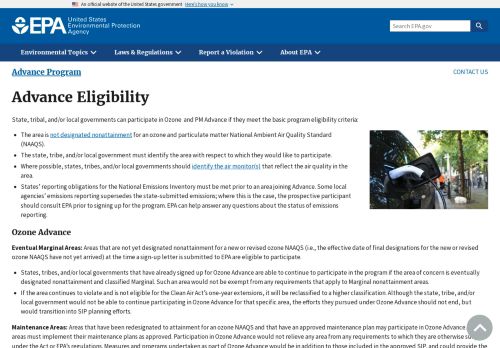 An official website of the United States government Here's how you know
EPA United States
Environmental Protection
Agency
Search EPA.gov
Environmental Topics Laws & Regulations Report a Violation About EPA
Advance Program
CONTACT US
Advance Eligibility
State, tribal, and/or local governments can participate in Ozone and PM Advance if they meet the basic program eligibility criteria:
The area is not designated nonattainment for an ozone and particulate matter National Ambient Air Quality Standard
(NAAQS).
The state, tribe, and/or local government must identify the area with respect to which they would like to participate.
Where possible, states, tribes, and/or local governments should identify the air monitor(s) that reflect the air quality in the
area.
States' reporting obligations for the National Emissions Inventory must be met prior to an area joining Advance. Some local
agencies' emissions reporting supersedes the state-submitted emissions; where this is the case, the prospective participant
should consult EPA prior to signing up for the program. EPA can help answer any questions about the status of emissions
reporting.
Ozone Advance
Eventual Marginal Areas: Areas that are not yet designated nonattainment for a new or revised ozone NAAQS (i.e., the effective date of final designations for the new or revised
ozone NAAQS have not yet arrived) at the time a sign-up letter is submitted to EPA are eligible to participate.
States, tribes, and/or local governments that have already signed up for Ozone Advance are able to continue to participate in the program if the area of concern is eventually
designated nonattainment and classified Marginal. Such an area would not be exempt from any requirements that apply to Marginal nonattainment areas.
If the area continues to violate and is not eligible for the Clean Air Act's one-year extensions, it will be reclassified to a higher classification. Although the state, tribe, and/or
local government would not be able to continue participating in Ozone Advance for that specific area, the efforts they pursued under Ozone Advance should not end, but
would transition into SIP planning efforts.
Maintenance Areas: Areas that have been redesignated to attainment for an ozone NAAQS and that have an approved maintenance plan may participate in Ozone Advance
areas must implement their maintenance plans as approved. Participation in Ozone Advance would not relieve any area from any requirements to which they are otherwise su
under the Act or EPA's regulations. Measures and programs undertaken as part of Ozone Advance would be in addition to those included in the approved SIP, and could provide the